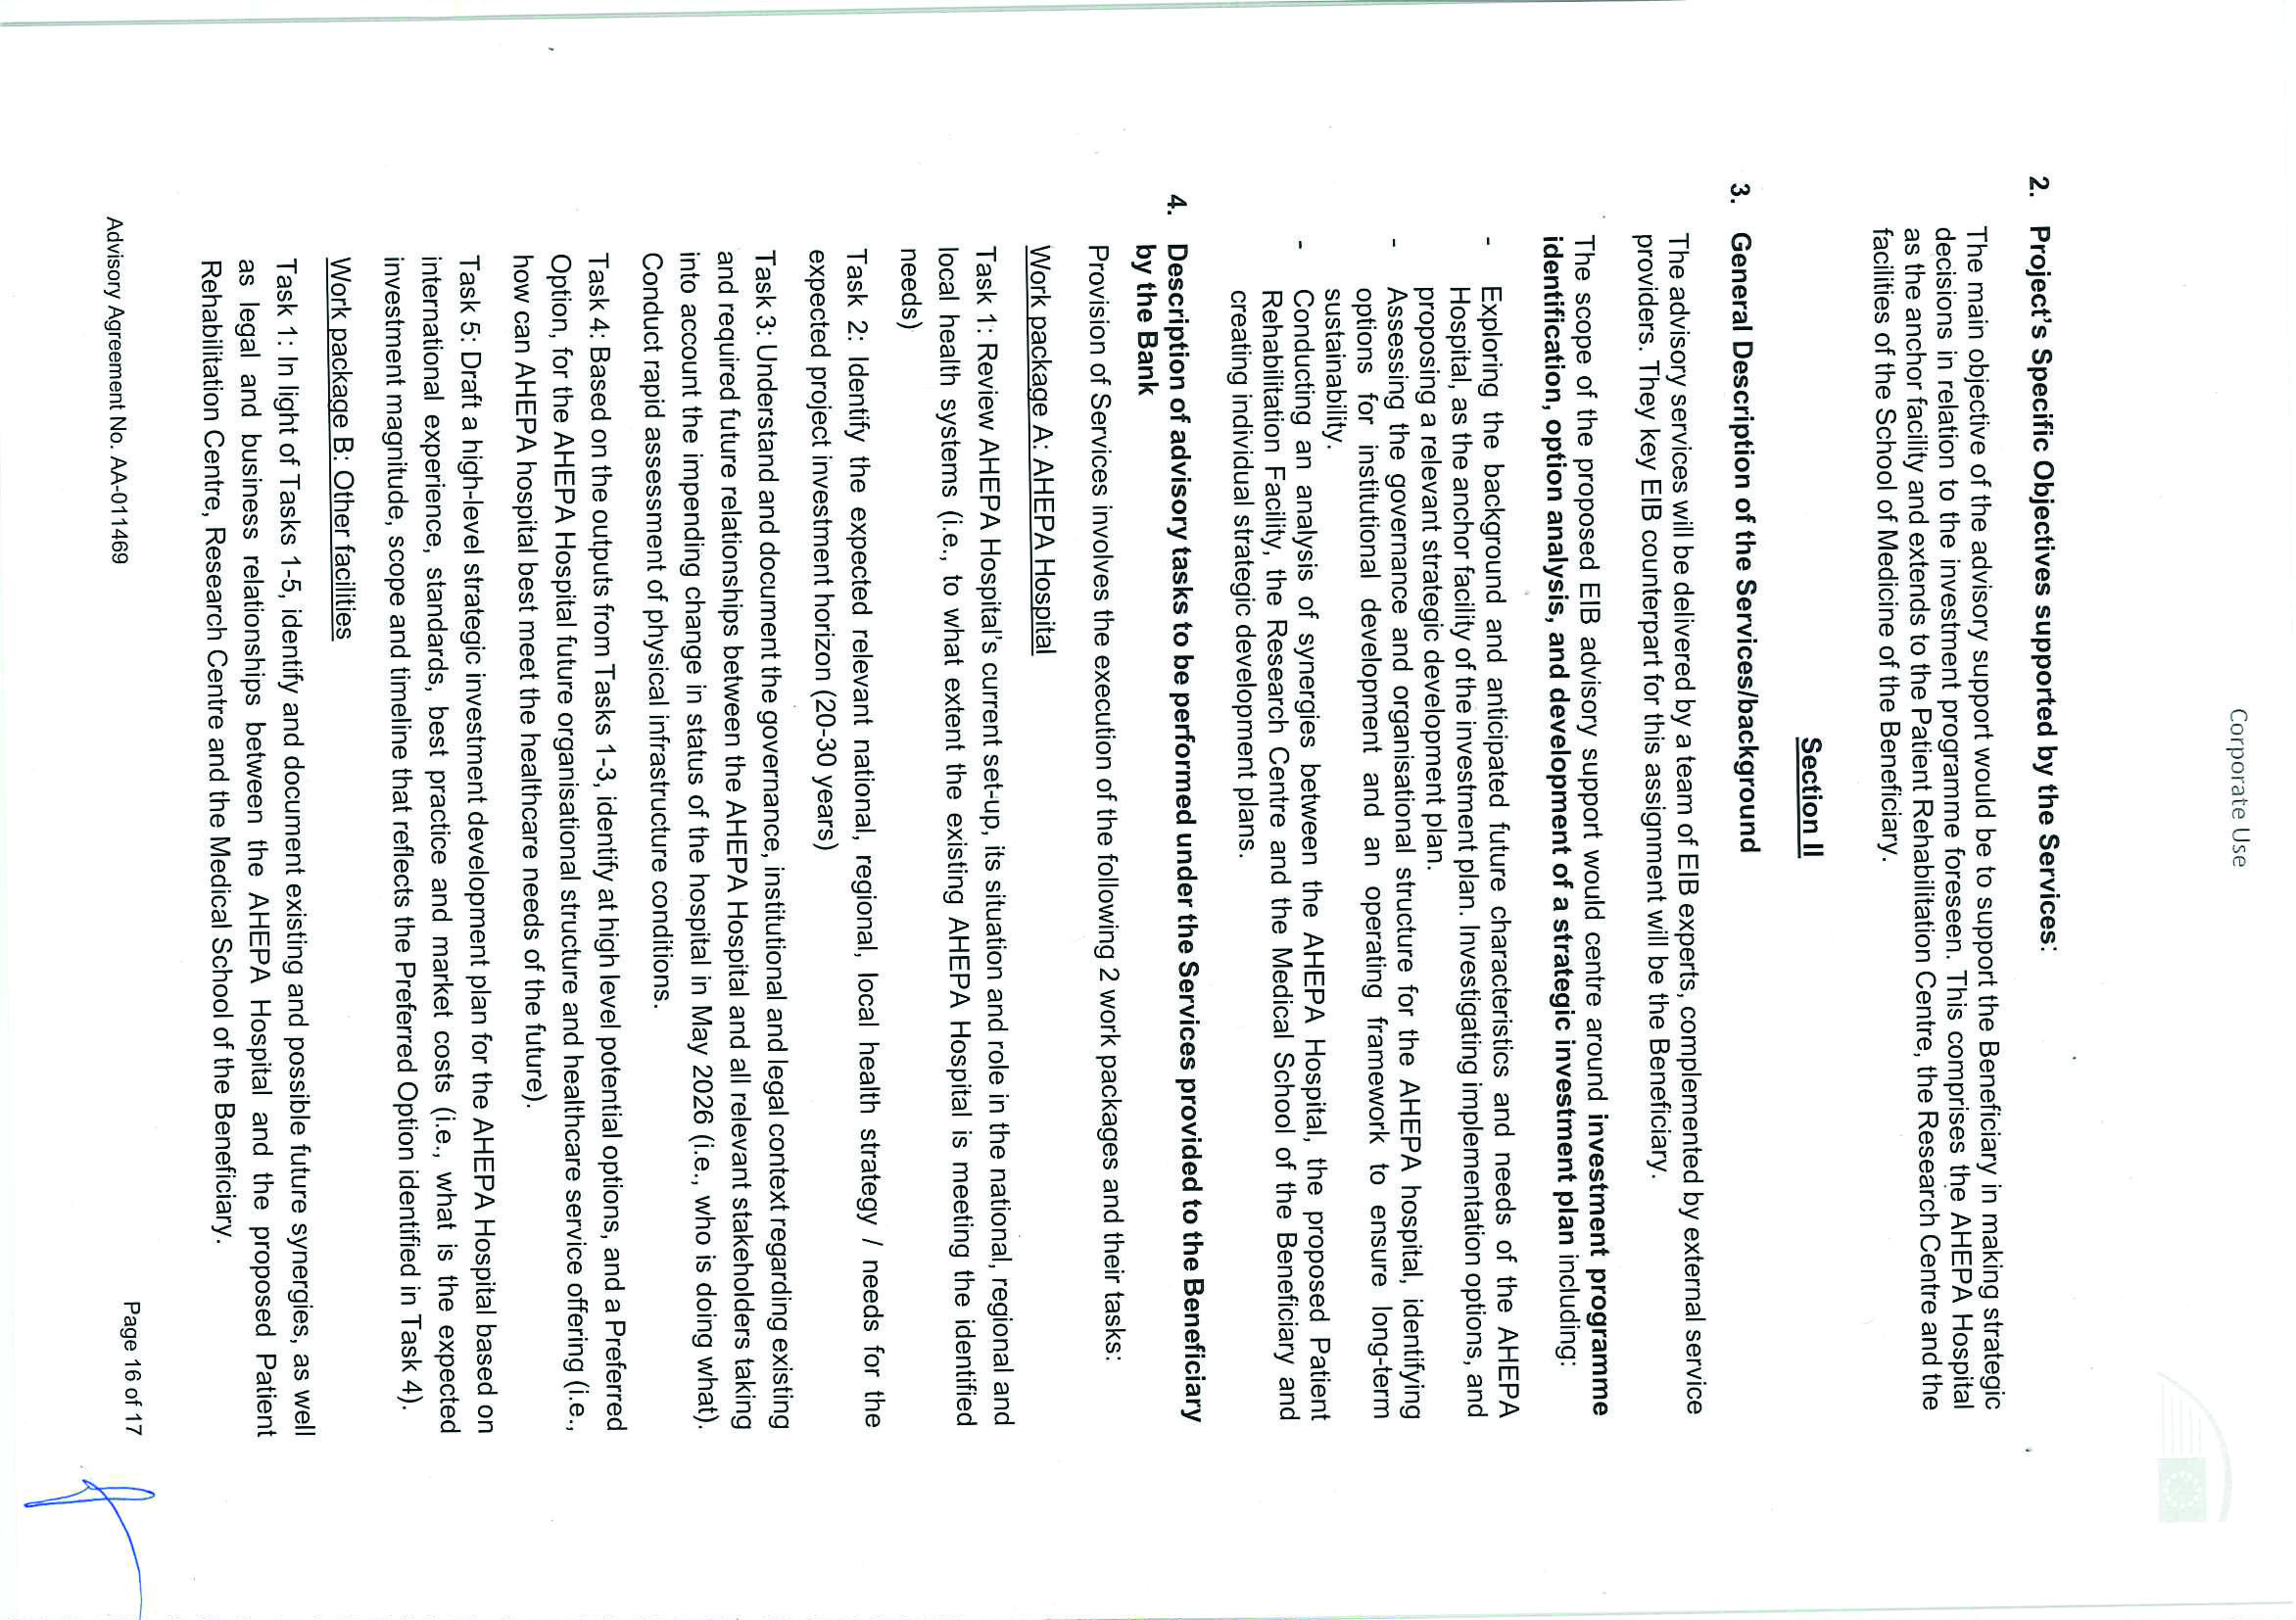 Corporate Use
2. Project's Specific Objectives supported by the Services:
The main objective of the advisory support would be to support the Beneficiary in making strategic
decisions in relation to the investment programme foreseen. This comprises the AHEPA Hospital
as the anchor facility and extends to the Patient Rehabilitation Centre, the Research Centre and the
facilities of the School of Medicine of the Beneficiary.
Section II
3. General Description of the Services/background
The advisory services will be delivered by a team of EIB experts, complemented by external service
providers. They key EIB counterpart for this assignment will be the Beneficiary.
The scope of the proposed EIB advisory support would centre around investment programme
identification, option analysis, and development of a strategic investment plan including:
- Exploring the background and anticipated future characteristics and needs of the AHEPA
Hospital, as the anchor facility of the investment plan. Investigating implementation options, and
proposing a relevant strategic development plan.
- Assessing the governance and organisational structure for the AHEPA hospital, identifying
options for institutional development and an operating framework to ensure long-term
sustainability.
- Conducting an analysis of synergies between the AHEPA Hospital, the proposed Patient
Rehabilitation Facility, the Research Centre and the Medical School of the Beneficiary and
creating individual strategic development plans.
4. Description of advisory tasks to be performed under the Services provided to the Beneficiary
by the Bank
Provision of Services involves the execution of the following 2 work packages and their tasks:
Work package A: AHEPA Hospital
Task 1: Review AHEPA Hospital's current set-up, its situation and role in the national, regional and
local health systems (i.e., to what extent the existing AHEPA Hospital is meeting the identified
needs)
Task 2: Identify the expected relevant national, regional, local health strategy / needs for the
expected project investment horizon (20-30 years)
Task 3: Understand and document the governance, institutional and legal context regarding existing
and required future relationships between the AHEPA Hospital and all relevant stakeholders taking
into account the impending change in status of the hospital in May 2026 (i.e., who is doing what).
Conduct rapid assessment of physical infrastructure conditions.
Task 4: Based on the outputs from Tasks 1-3, identify at high level potential options, and a Preferred
Option, for the AHEPA Hospital future organisational structure and healthcare service offering (i.e.,
how can AHEPA hospital best meet the healthcare needs of the future).
Task 5: Draft a high-level strategic investment development plan for the AHEPA Hospital based on
international experience, standards, best practice and market costs (i.e., what is the expected
investment magnitude, scope and timeline that reflects the Preferred Option identified in Task 4).
Work package B: Other facilities
Task 1: In light of Tasks 1-5, identify and document existing and possible future synergies, as well
as legal and business relationships between the AHEPA Hospital and the proposed Patient
Rehabilitation Centre, Research Centre and the Medical School of the Beneficiary.
Advisory Agreement No. AA-011469
Page 16 of 17